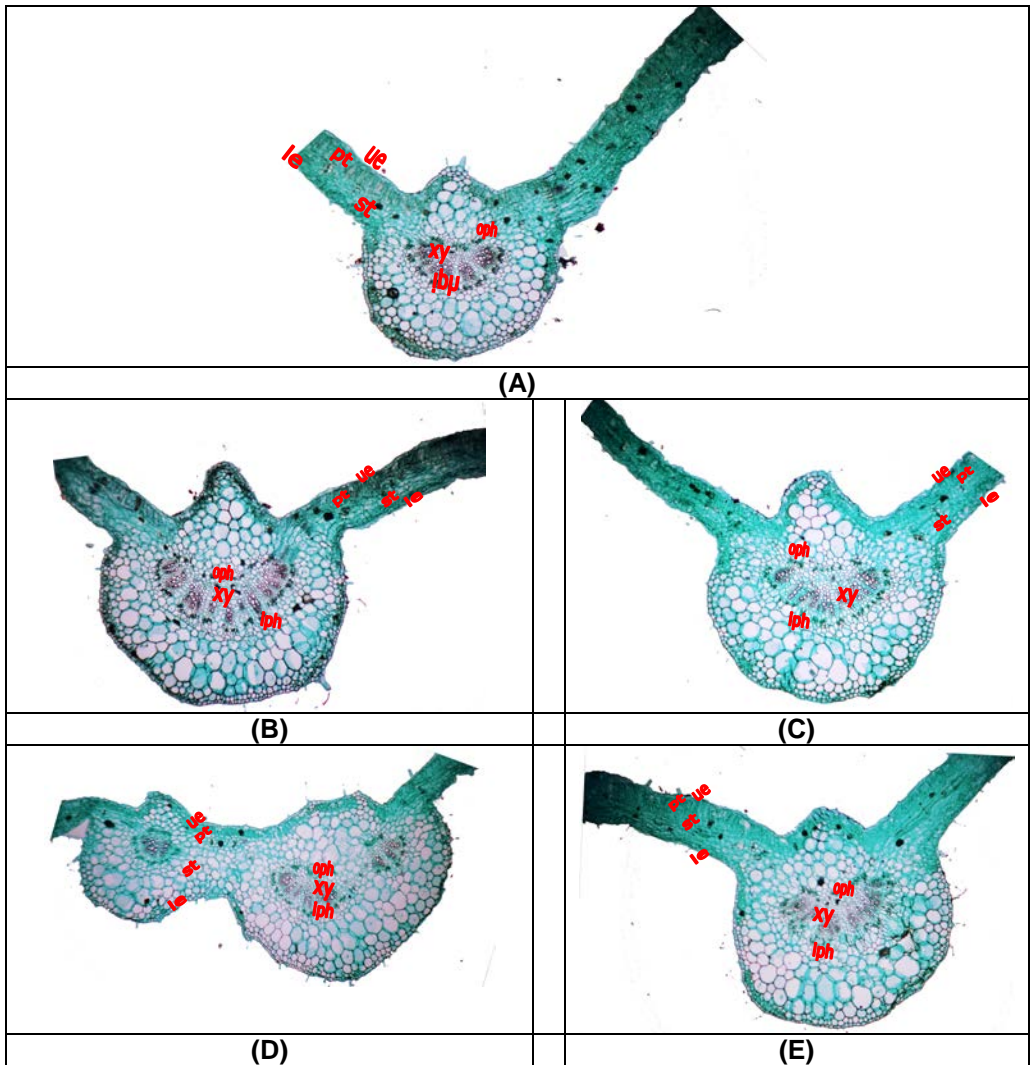 le pt ue
st
oph
xy
(A)
ue
pt st le
oph
xy
lph
(B)
ue pt
le
st
oph
xy
lph
(C)
ue
pt
st
le
oph
xy
lph
(D)
pt ue
st
le
oph
xy
lph
(E)